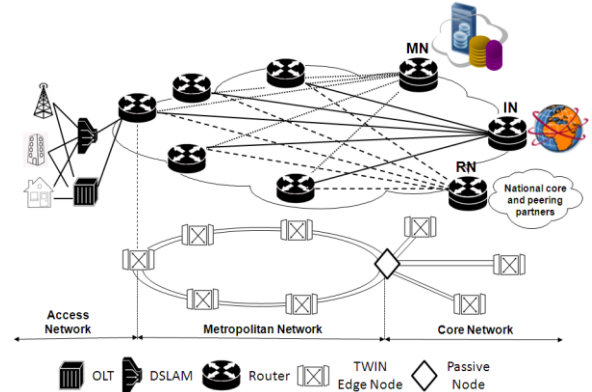 MN
IN
RN
National core
and peering
partners
Access
Network
Metropolitan Network
Core Network
OLT
DSLAM
Router
TWIN
Edge Node
Passive
Node